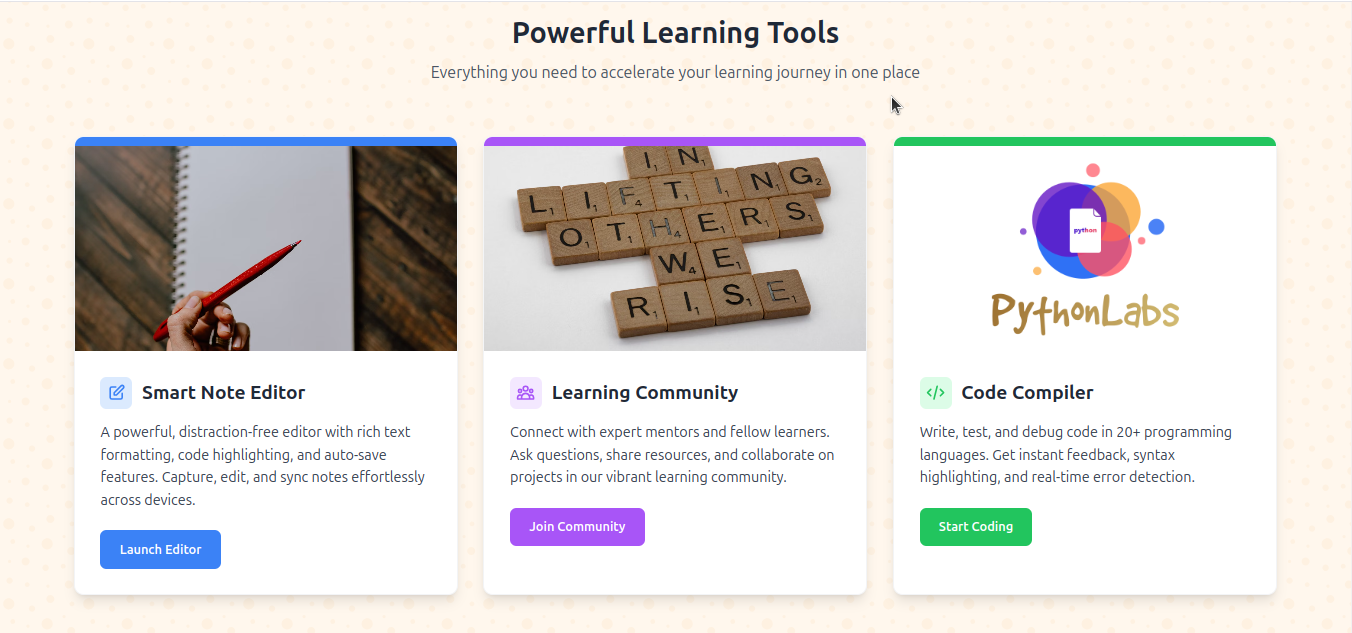 Powerful Learning Tools
Everything you need to accelerate your learning journey in one place
IN
LIFTING
OTHERS
WE
RISE
python
PythonLabs
Smart Note Editor
A powerful, distraction-free editor with rich text
formatting, code highlighting, and auto-save
features. Capture, edit, and sync notes effortlessly
across devices.
Launch Editor
Learning Community
Connect with expert mentors and fellow learners.
Ask questions, share resources, and collaborate on
projects in our vibrant learning community.
Join Community
</> Code Compiler
Write, test, and debug code in 20+ programming
languages. Get instant feedback, syntax
highlighting, and real-time error detection.
Start Coding